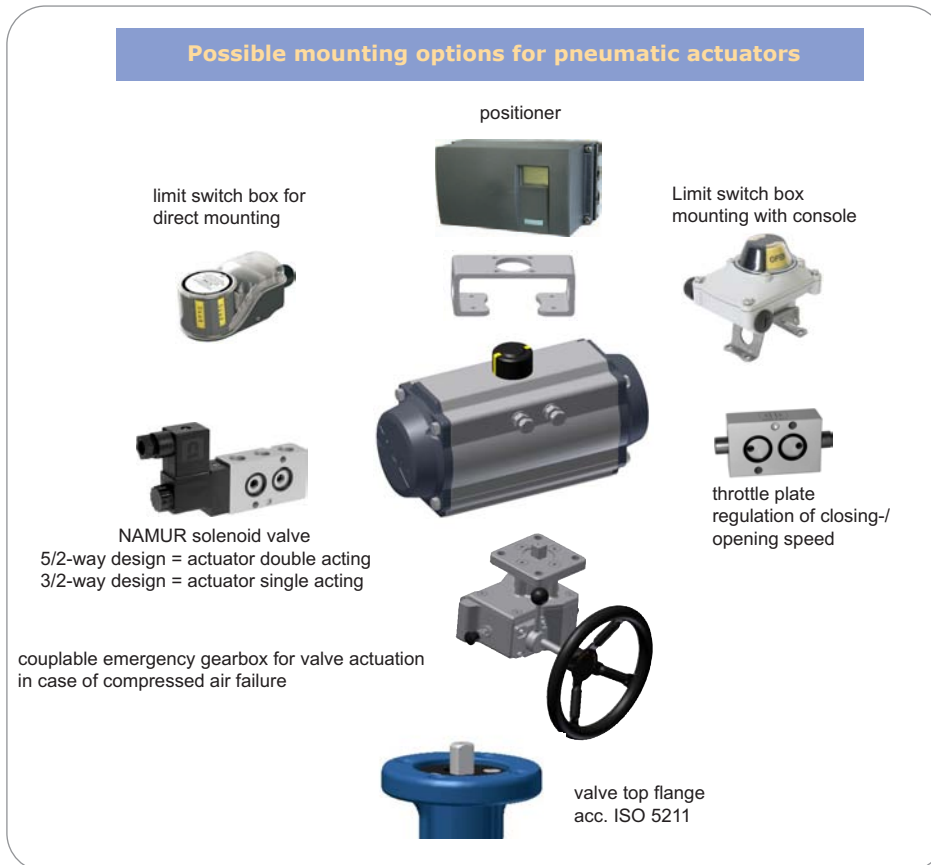 Possible mounting options for pneumatic actuators
positioner
limit switch box for
direct mounting
Limit switch box
mounting with console
OPEN
NAMUR solenoid valve
5/2-way design = actuator double acting
3/2-way design = actuator single acting
throttle plate
regulation of closing-/
opening speed
couplable emergency gearbox for valve actuation
in case of compressed air failure
valve top flange
acc. ISO 5211